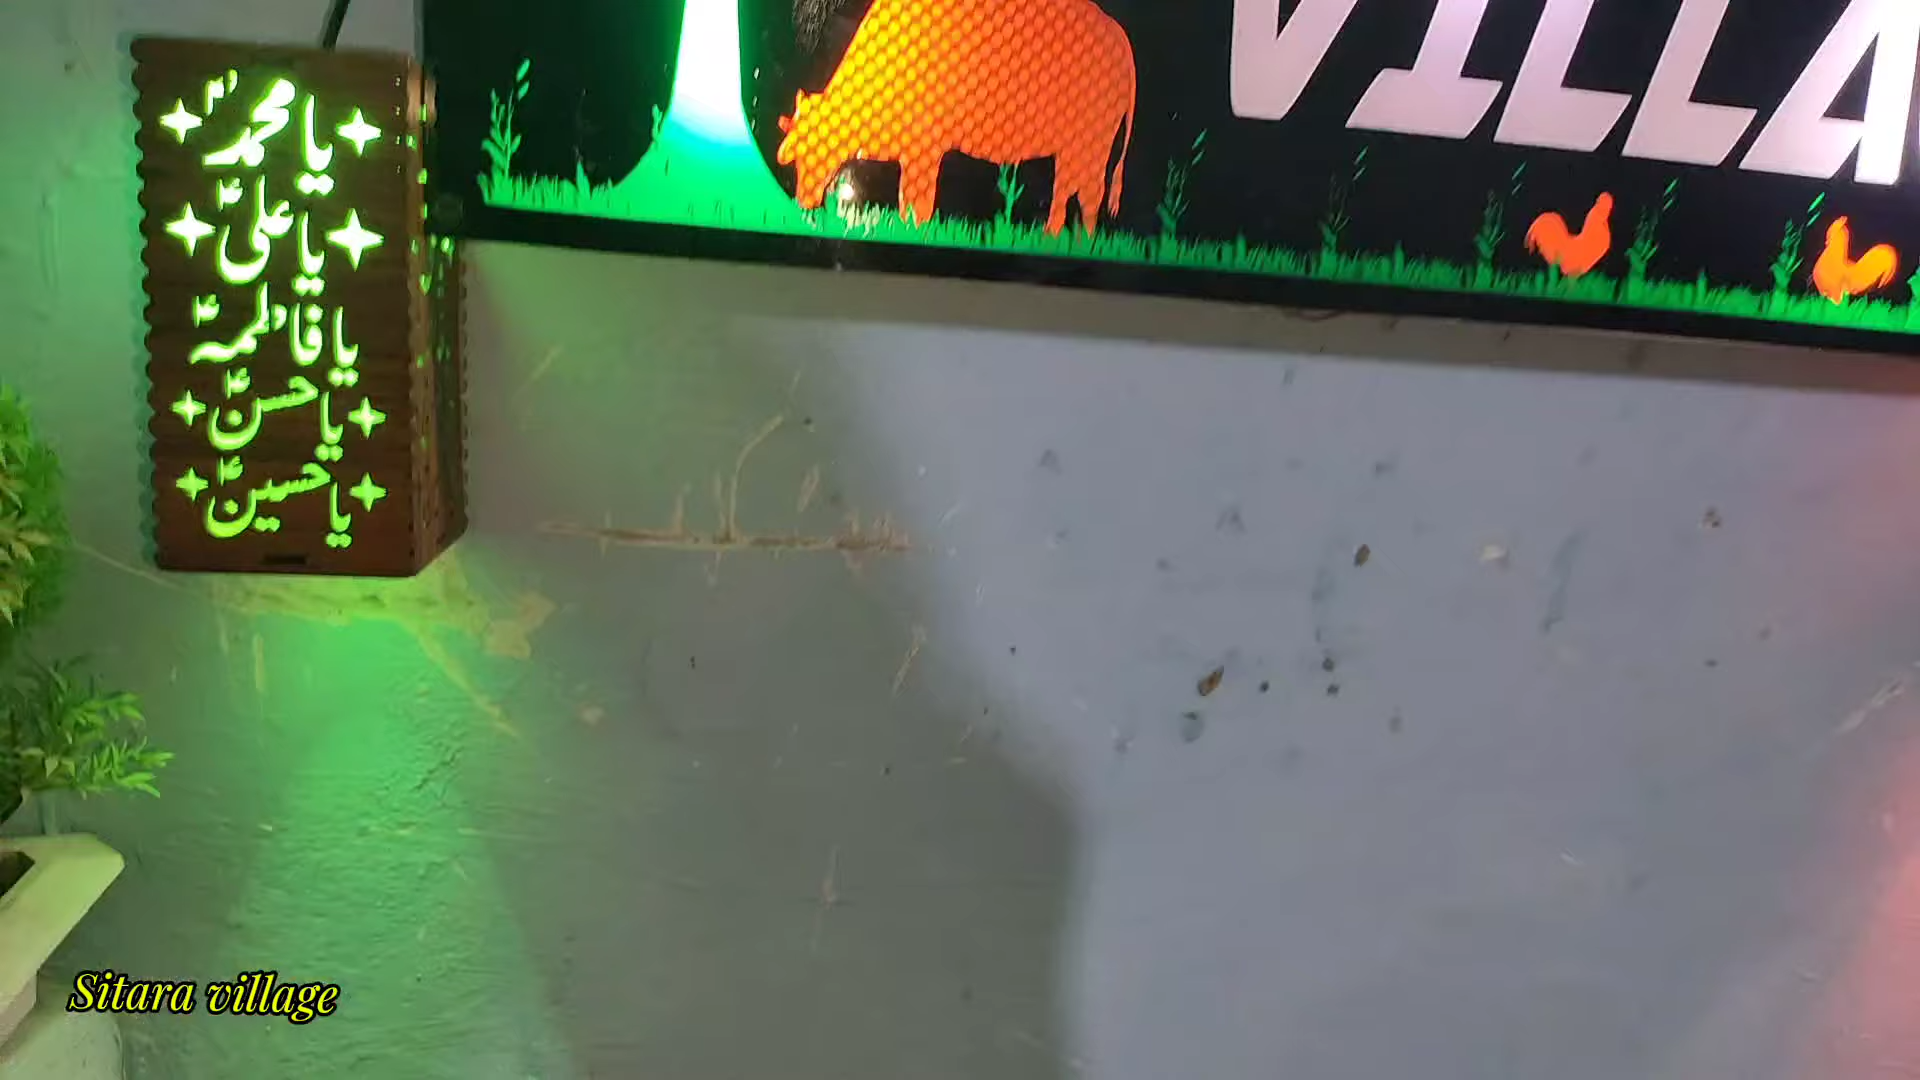 یا محمدؐ
یا علیؑ
یا فاطمہؑ
یا حسنؑ
یا حسینؑ
VILLA
Sitara village